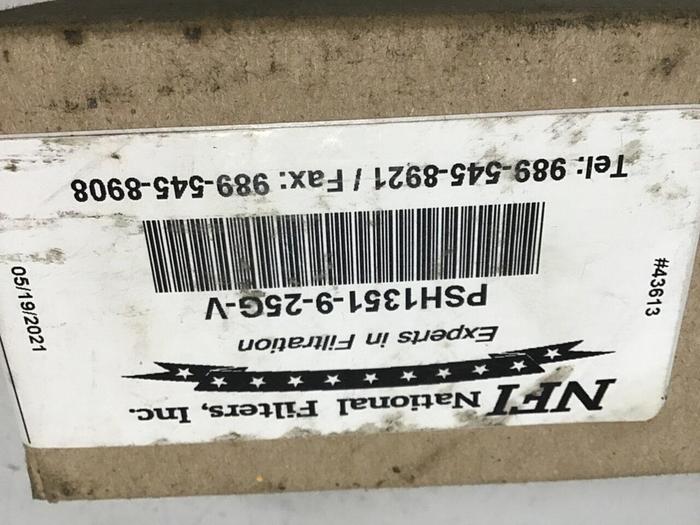 NFI National Filters, Inc.
Experts in Filtration
PSH1351-9-25G-V
Tel: 989-545-8921 / Fax: 989-545-8908
#43613
05/19/2021